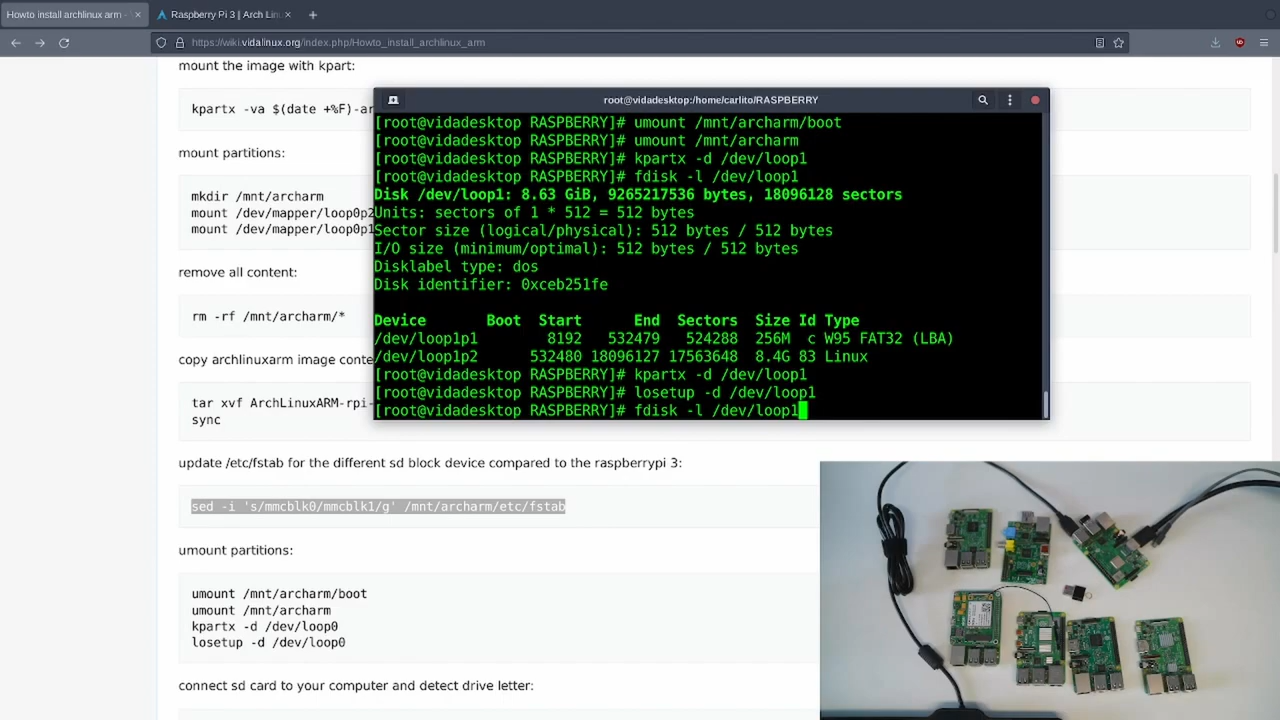 Howto install archlinux arm -
Raspberry Pi 3 | Arch Linu
https://wiki.vidalinux.org/index.php/Howto_install_archlinux_arm
mount the image with kpart:
kpartx -va $(date +%F)-ar
mount partitions:
mkdir /mnt/archarm
mount /dev/mapper/loop0p2
mount /dev/mapper/loop0p1
remove all content:
rm -rf /mnt/archarm/*
copy archlinuxarm image conte
tar xvf ArchLinuxARM-rpi-
sync
update /etc/fstab for the different sd block device compared to the raspberrypi 3:
sed -i 's/mmcblk0/mmcblk1/g' /mnt/archarm/etc/fstab
umount partitions:
umount /mnt/archarm/boot
umount /mnt/archarm
kpartx -d /dev/loop0
losetup -d /dev/loop0
connect sd card to your computer and detect drive letter:
root@vidadesktop:/home/carlito/RASPBERRY
[root@vidadesktop RASPBERRY]# umount /mnt/archarm/boot
[root@vidadesktop RASPBERRY]# umount /mnt/archarm
[root@vidadesktop RASPBERRY]# kpartx -d /dev/loop1
[root@vidadesktop RASPBERRY]# fdisk -l /dev/loop1
Disk /dev/loop1: 8.63 GiB, 9265217536 bytes, 18096128 sectors
Units: sectors of 1 * 512 = 512 bytes
Sector size (logical/physical): 512 bytes / 512 bytes
I/O size (minimum/optimal): 512 bytes / 512 bytes
Disklabel type: dos
Disk identifier: 0xceb251fe
Device Boot Start End Sectors Size Id Type
/dev/loop1p1 8192 532479 524288 256M c W95 FAT32 (LBA)
/dev/loop1p2 532480 18096127 17563648 8.4G 83 Linux
[root@vidadesktop RASPBERRY]# kpartx -d /dev/loop1
[root@vidadesktop RASPBERRY]# losetup -d /dev/loop1
[root@vidadesktop RASPBERRY]# fdisk -l /dev/loop1